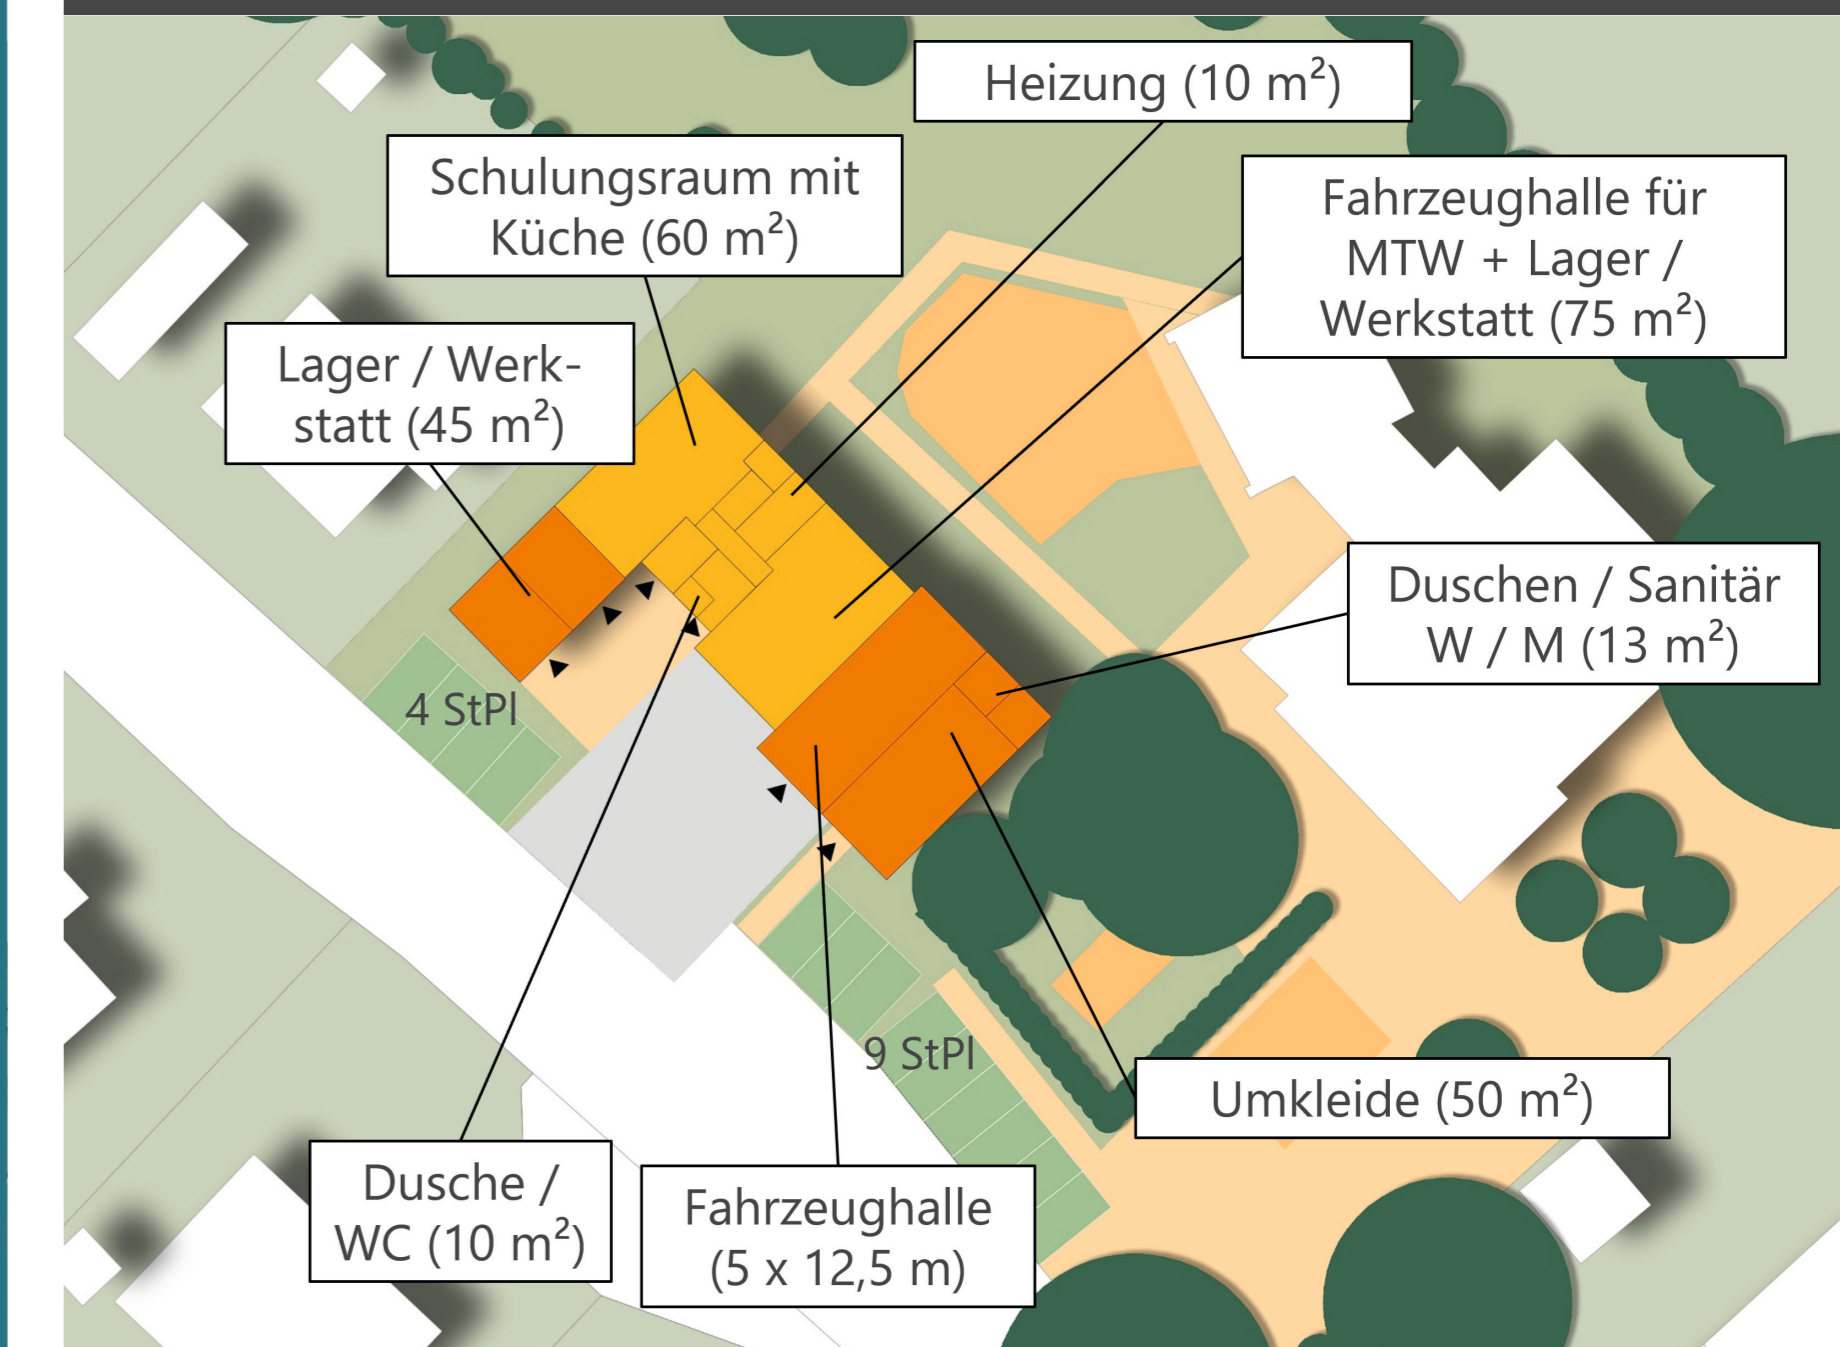 Heizung (10 m²)
Schulungsraum mit
Küche (60 m²)
Fahrzeughalle für
MTW + Lager /
Werkstatt (75 m²)
Lager / Werk-
statt (45 m²)
Duschen / Sanitär
W / M (13 m²)
4 StPl
9 StPl
Umkleide (50 m²)
Dusche /
WC (10 m²)
Fahrzeughalle
(5 x 12,5 m)